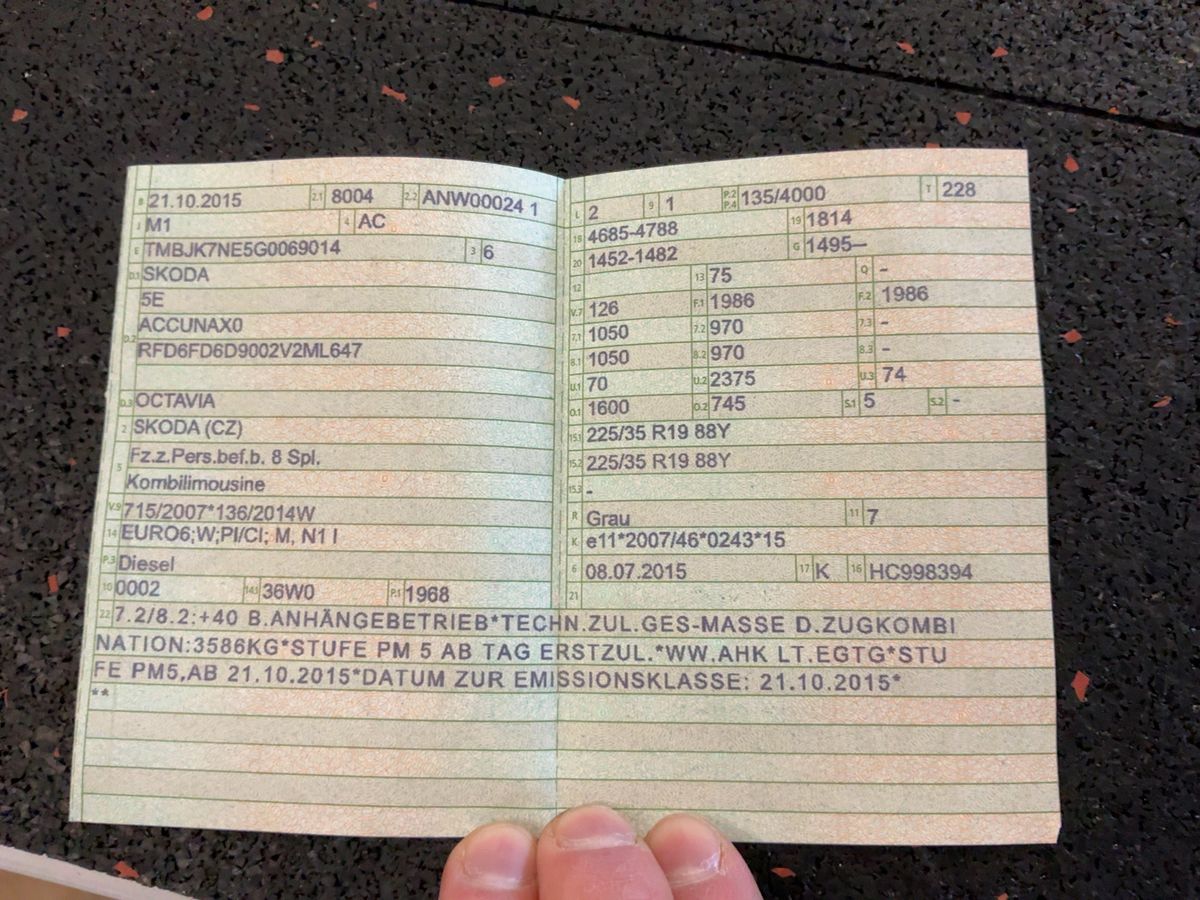 B 21.10.2015 2.1 8004 2.2 ANW00024 1
J M1 4 AC
E TMBJK7NE5G0069014 3 6
D.1 SKODA
5E
D.2 ACCUNAX0
RFD6FD6D9002V2ML647
D.3 OCTAVIA
2 SKODA (CZ)
5 Fz.z.Pers.bef.b. 8 Spl.
Kombilimousine
V.9 715/2007*136/2014W
14 EURO6;W;PI/CI; M, N1 I
P.3 Diesel
10 0002 14.1 36W0 P.1 1968
L 2 9 1 P.2 P.4 135/4000 T 228
18 4685-4788 19 1814
20 1452-1482 G 1495–
12 13 75 Q -
V.7 126 F.1 1986 F.2 1986
7.1 1050 7.2 970 7.3 -
8.1 1050 8.2 970 8.3 -
U.1 70 U.2 2375 U.3 74
O.1 1600 O.2 745 S.1 5 S.2 -
15.1 225/35 R19 88Y
15.2 225/35 R19 88Y
15.3 -
R Grau 11 7
K e11*2007/46*0243*15
6 08.07.2015 17 K 16 HC998394
21
22 7.2/8.2:+40 B.ANHÄNGEBETRIEB*TECHN.ZUL.GES-MASSE D.ZUGKOMBI
NATION:3586KG*STUFE PM 5 AB TAG ERSTZUL.*WW.AHK LT.EGTG*STU
FE PM5,AB 21.10.2015*DATUM ZUR EMISSIONSKLASSE: 21.10.2015*
**